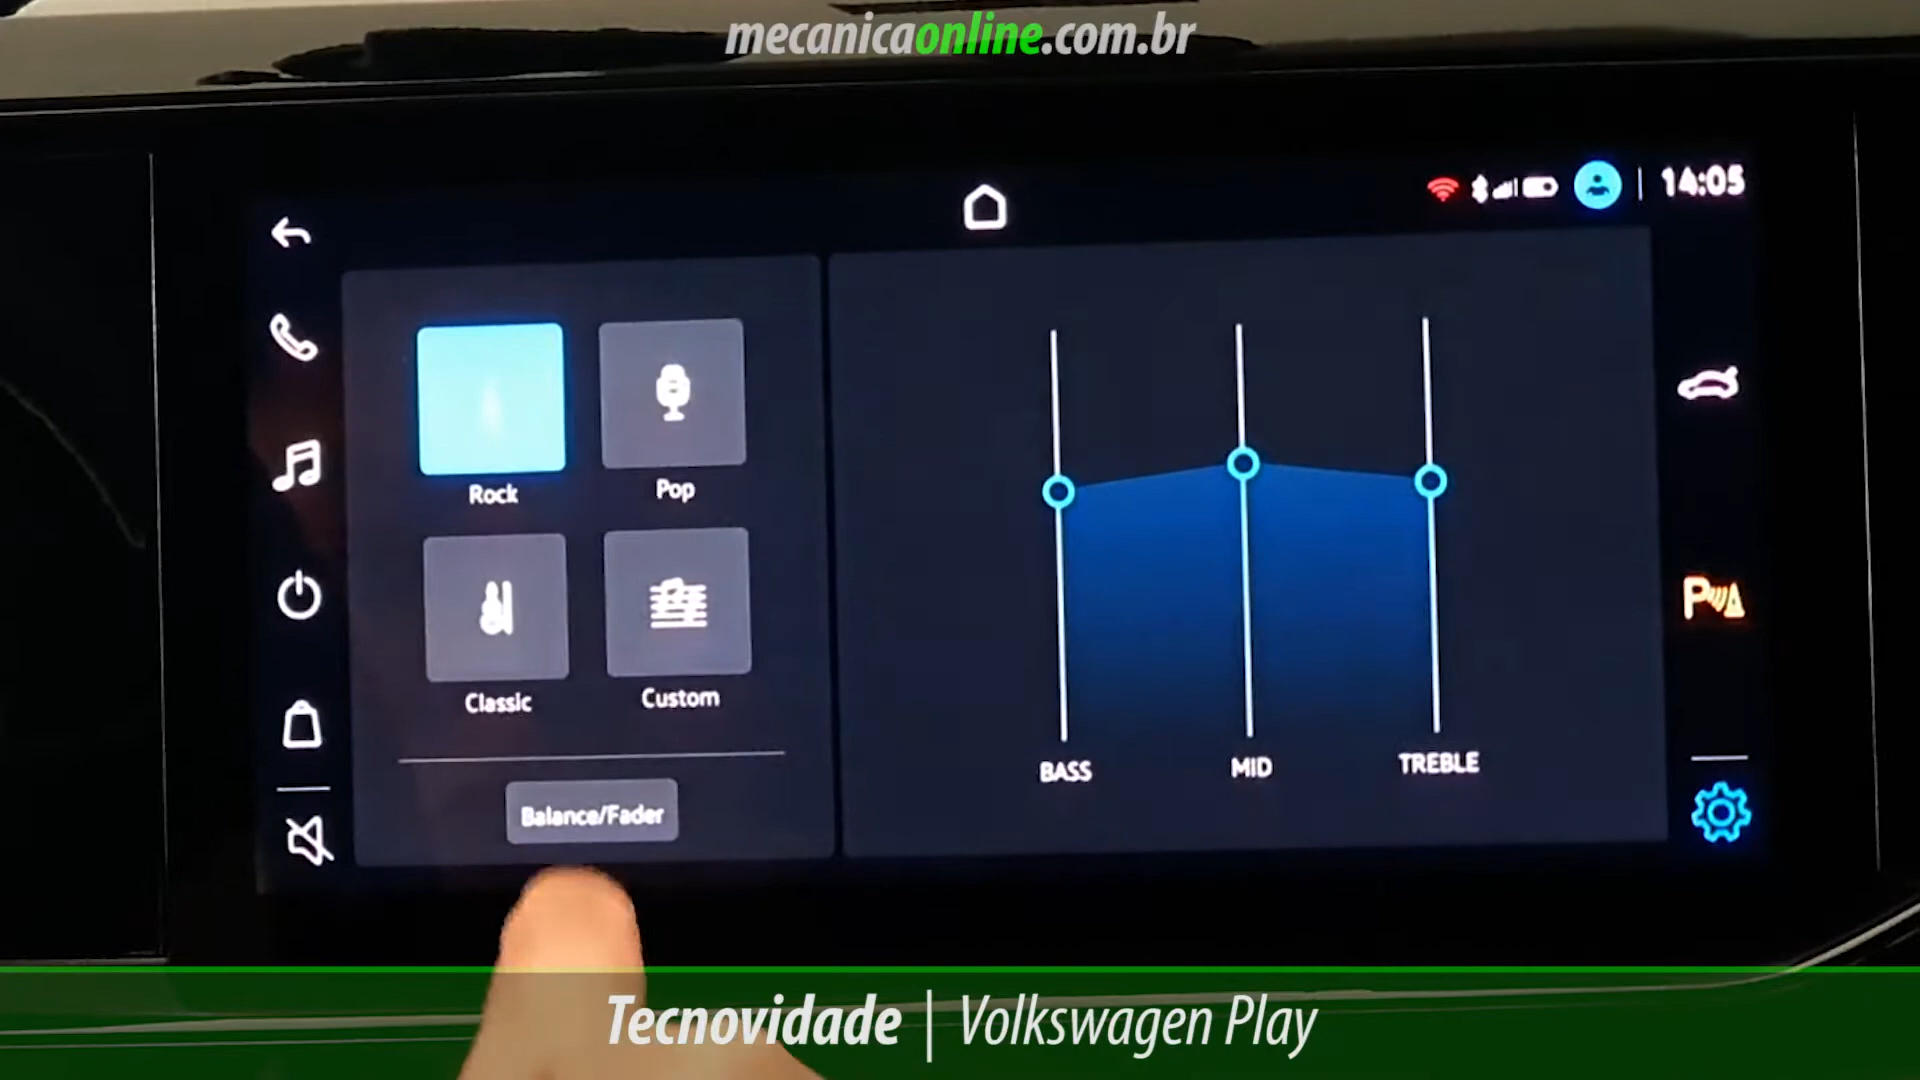 mecanicaonline.com.br
14:05
Rock
Pop
Classic
Custom
Balance/Fader
BASS
MID
TREBLE
P
Tecnovidade | Volkswagen Play